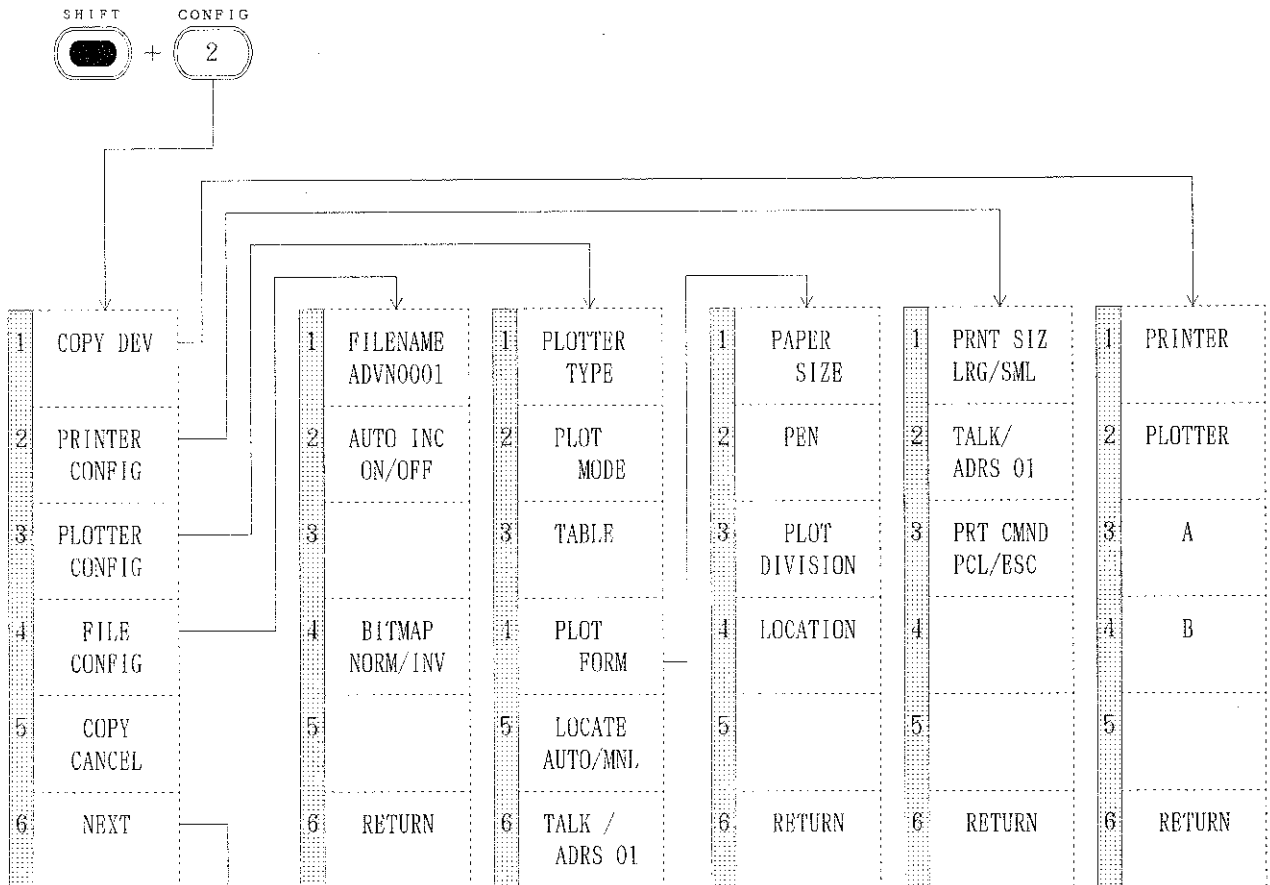 SHIFT CONFIG
+ 2
1 COPY DEV
2 PRINTER
CONFIG
3 PLOTTER
CONFIG
4 FILE
CONFIG
5 COPY
CANCEL
6 NEXT
1 FILENAME
ADVN0001
2 AUTO INC
ON/OFF
3
4 BITMAP
NORM/INV
5
6 RETURN
1 PLOTTER
TYPE
2 PLOT
MODE
3 TABLE
4 PLOT
FORM
5 LOCATE
AUTO/MNL
6 TALK /
ADRS 01
1 PAPER
SIZE
2 PEN
3 PLOT
DIVISION
4 LOCATION
5
6 RETURN
1 PRNT SIZ
LRG/SML
2 TALK/
ADRS 01
3 PRT CMND
PCL/ESC
4
5
6 RETURN
1 PRINTER
2 PLOTTER
3 A
4 B
5
6 RETURN